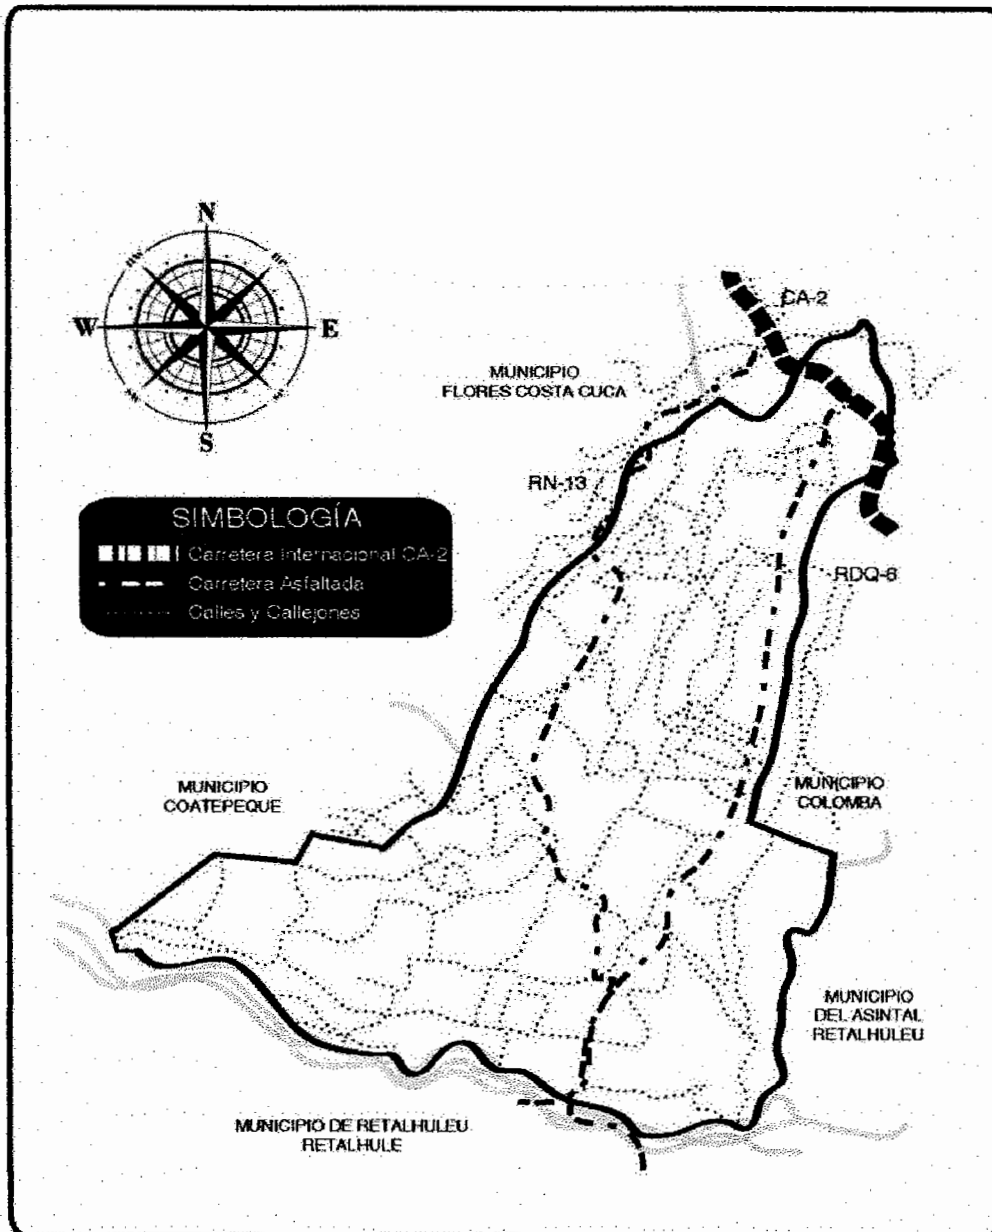 N
W
E
S
CA-2
MUNICIPIO
FLORES COSTA CUCA
RN-13
SIMBOLOGÍA
Carretera Internacional CA-2
Carretera Asfaltada
Calles y Callejones
RDQ-8
MUNICIPIO
COATEPEQUE
MUNICIPIO
COLOMBA
MUNICIPIO
DEL ASINTAL
RETALHULEU
MUNICIPIO DE RETALHULEU
RETALHULE